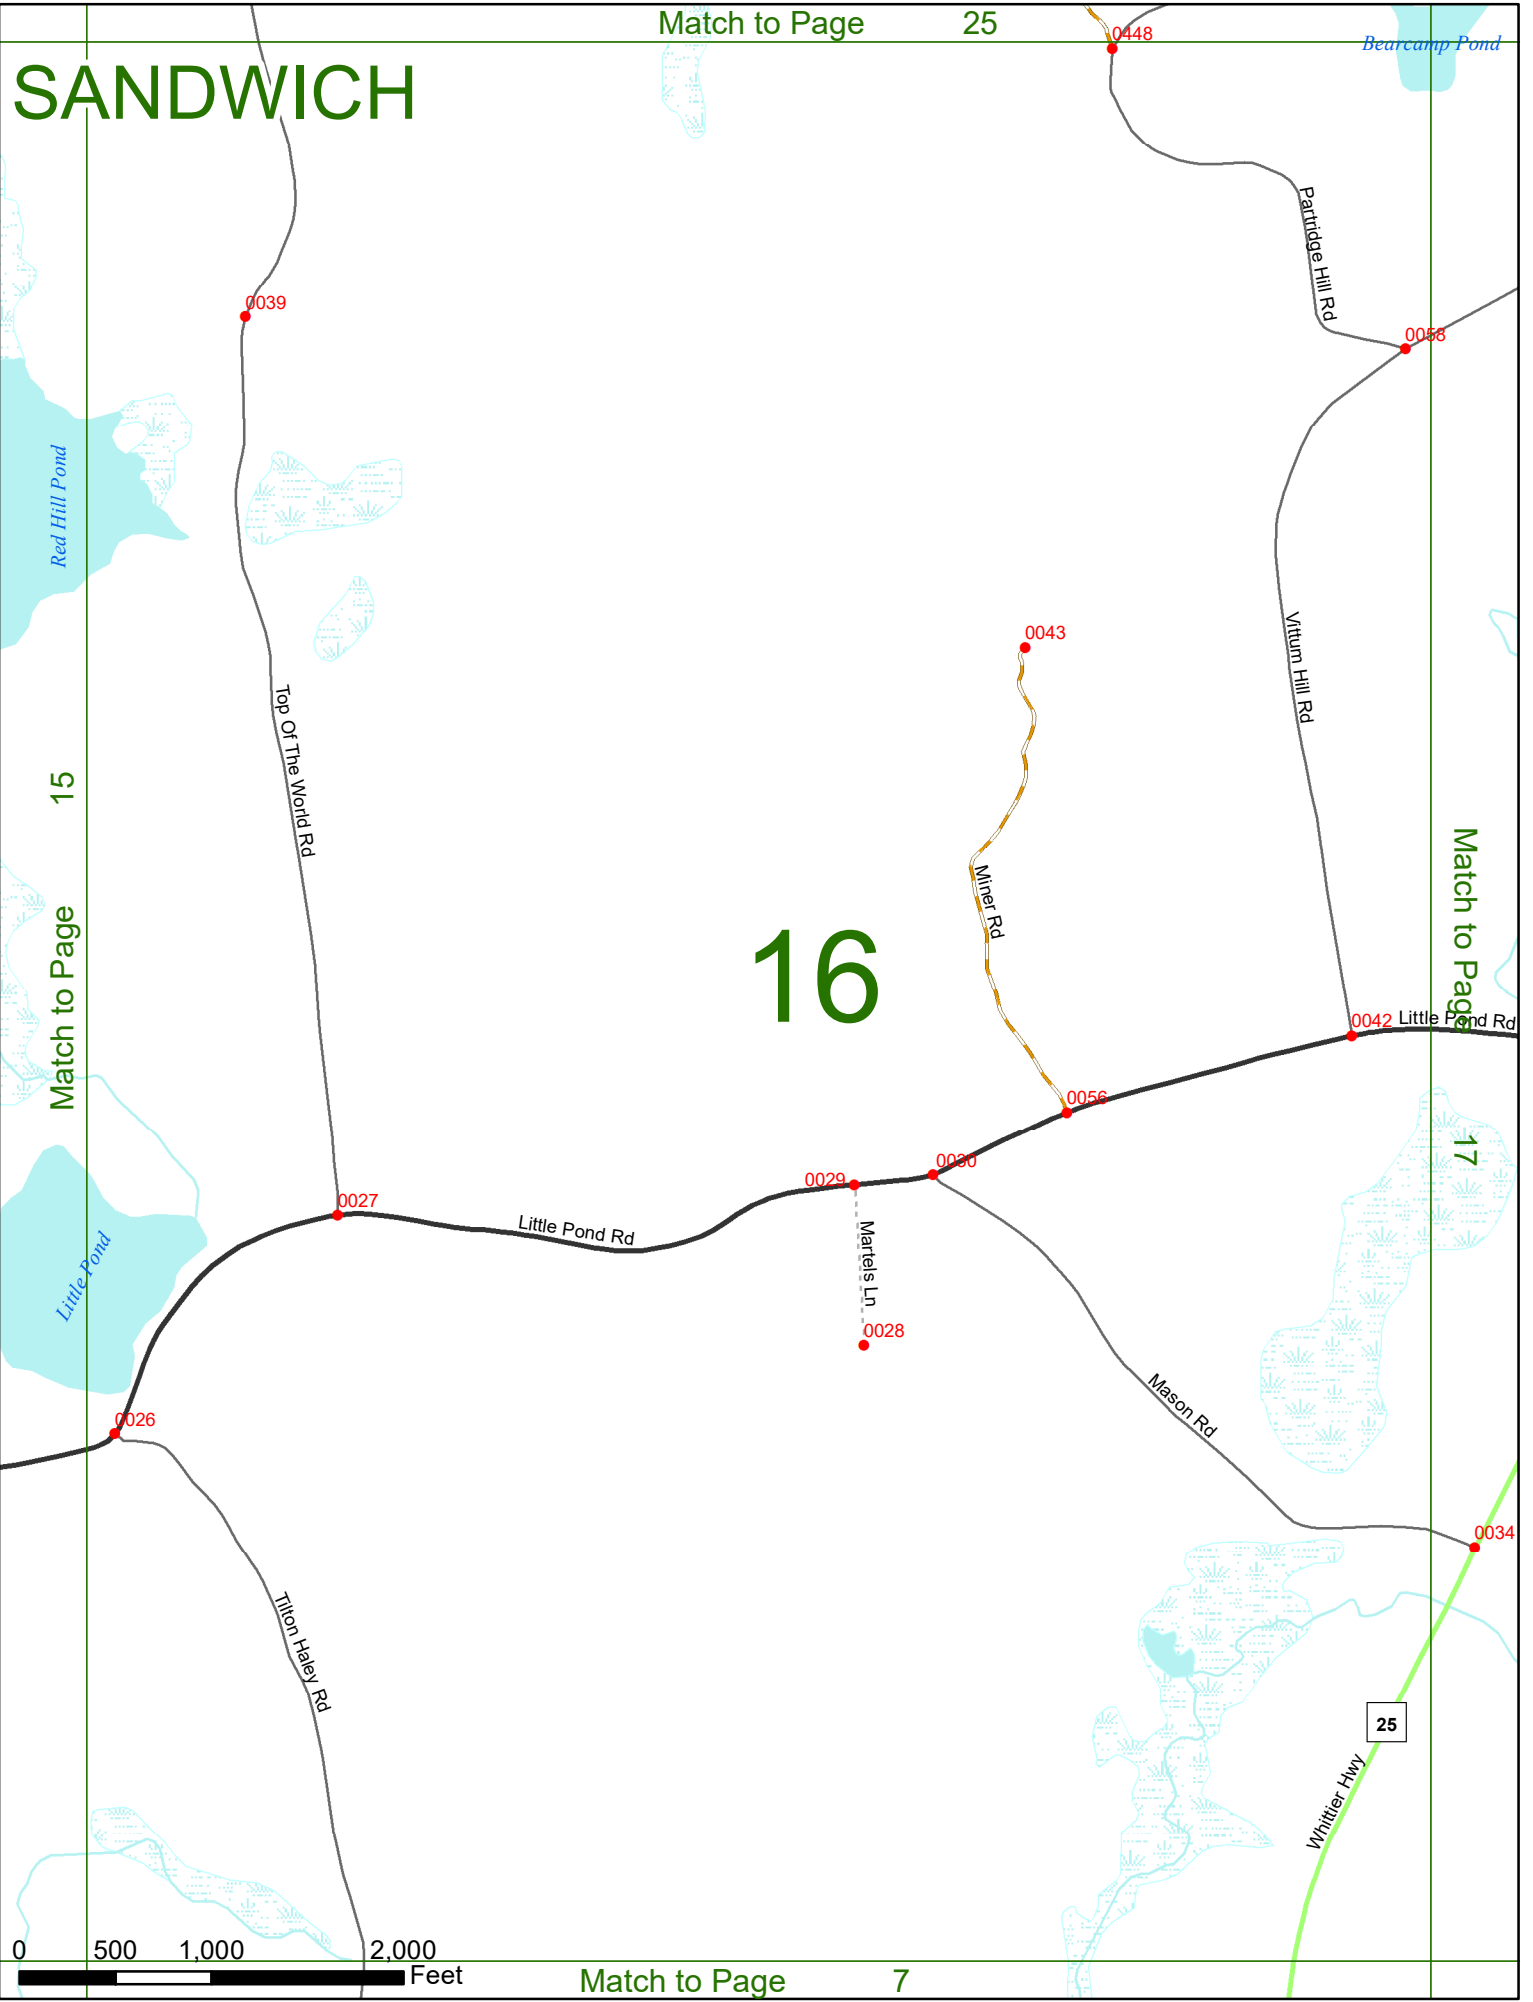 Match to Page 25
0448
Bearcamp Pond
SANDWICH
Partridge Hill Rd
0039
0058
Red Hill Pond
0043
Vittum Hill Rd
Top Of The World Rd
Match to Page 15
Miner Rd
16
Match to Page 17
0042
Little Pond Rd
0056
0030
0029
0027
Little Pond Rd
Martels Ln
Little Pond
0028
Mason Rd
0026
0034
Tilton Haley Rd
25
Whittier Hwy
0 500 1,000 2,000
Feet
Match to Page 7